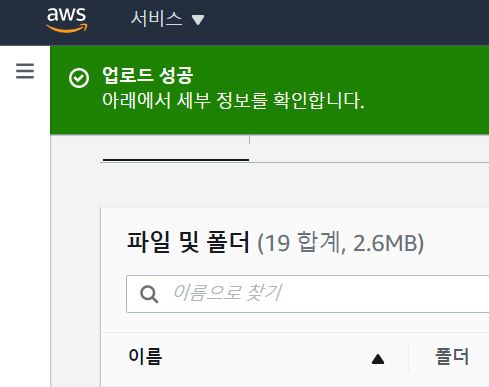 aws 서비스 ▼
업로드 성공
아래에서 세부 정보를 확인합니다.
파일 및 폴더 (19 합계, 2.6MB)
이름으로 찾기
이름 ▲ 폴더